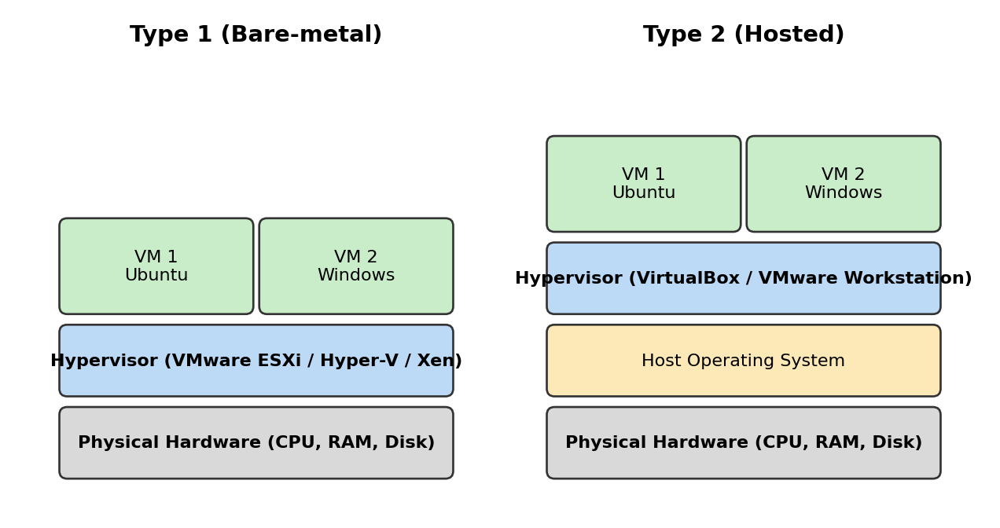 Type 1 (Bare-metal)
VM 1
Ubuntu
VM 2
Windows
Hypervisor (VMware ESXi / Hyper-V / Xen)
Physical Hardware (CPU, RAM, Disk)
Type 2 (Hosted)
VM 1
Ubuntu
VM 2
Windows
Hypervisor (VirtualBox / VMware Workstation)
Host Operating System
Physical Hardware (CPU, RAM, Disk)